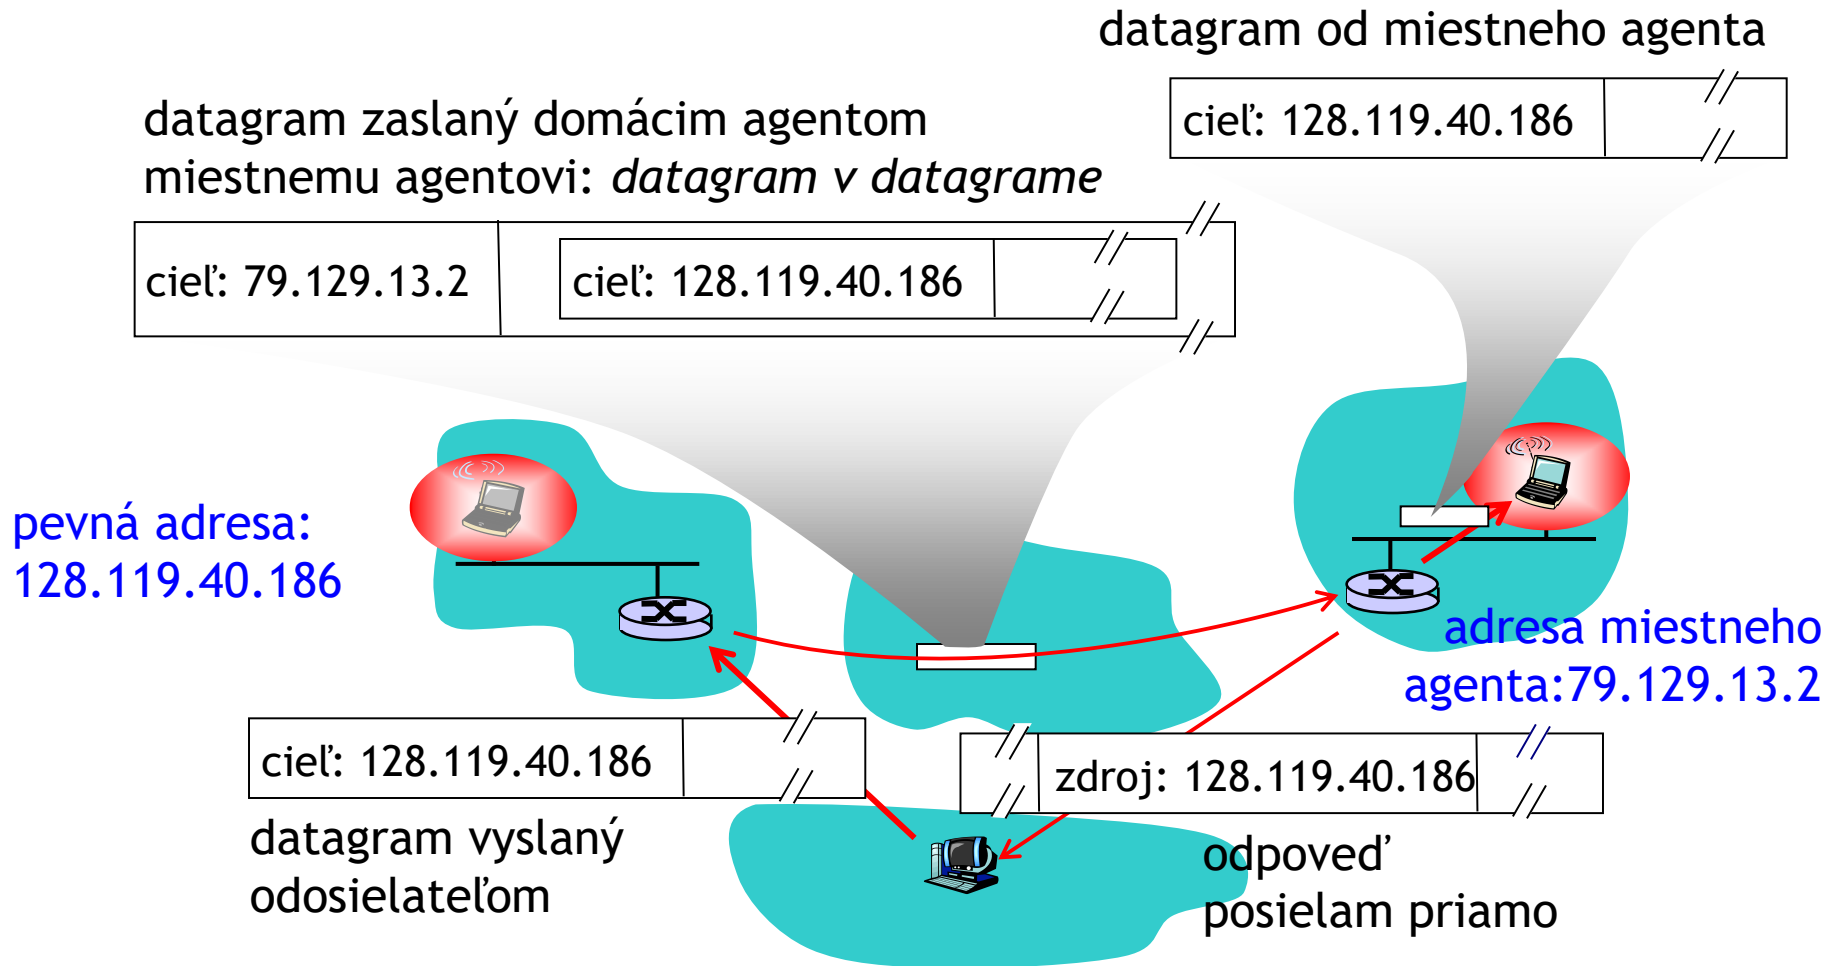 datagram od miestneho agenta
cieľ: 128.119.40.186
datagram zaslaný domácim agentom
miestnemu agentovi: datagram v datagrame
cieľ: 79.129.13.2
cieľ: 128.119.40.186
pevná adresa:
128.119.40.186
adresa miestneho
agenta:79.129.13.2
cieľ: 128.119.40.186
zdroj: 128.119.40.186
datagram vyslaný
odosielateľom
odpoveď
posielam priamo